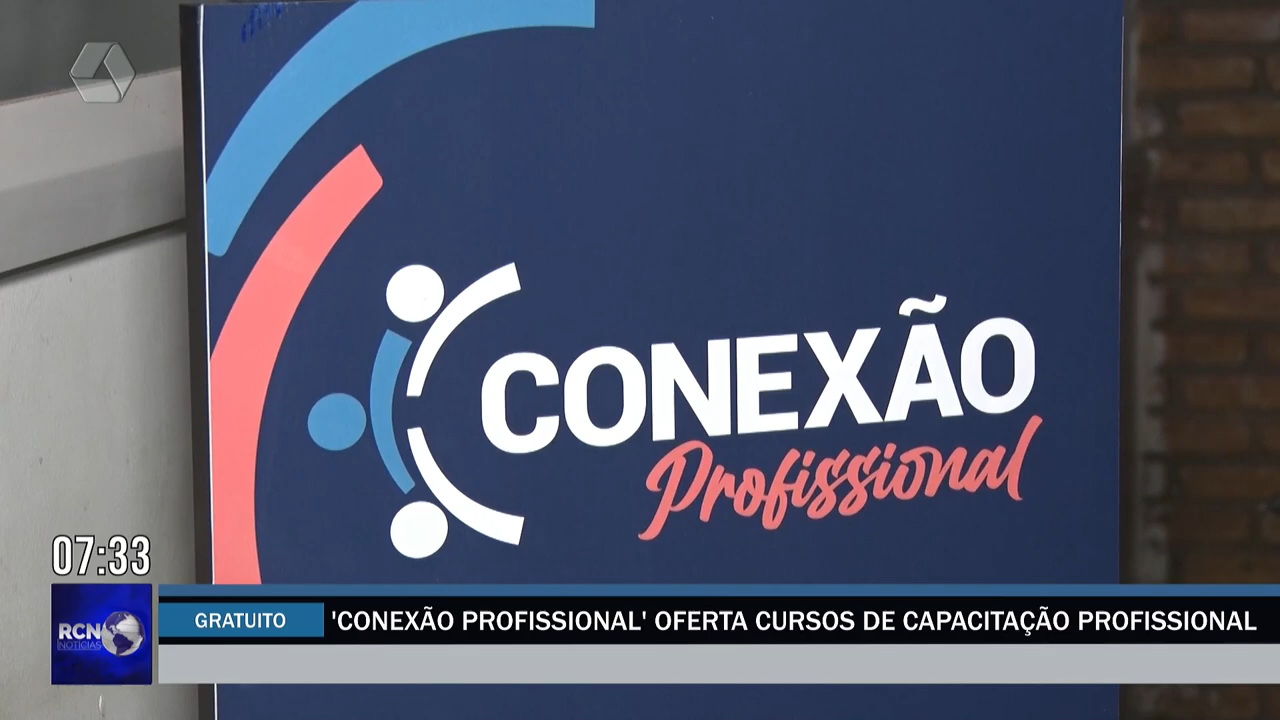 CONEXÃO
Profissional
07:33
RCN
NOTÍCIAS
GRATUITO
'CONEXÃO PROFISSIONAL' OFERTA CURSOS DE CAPACITAÇÃO PROFISSIONAL